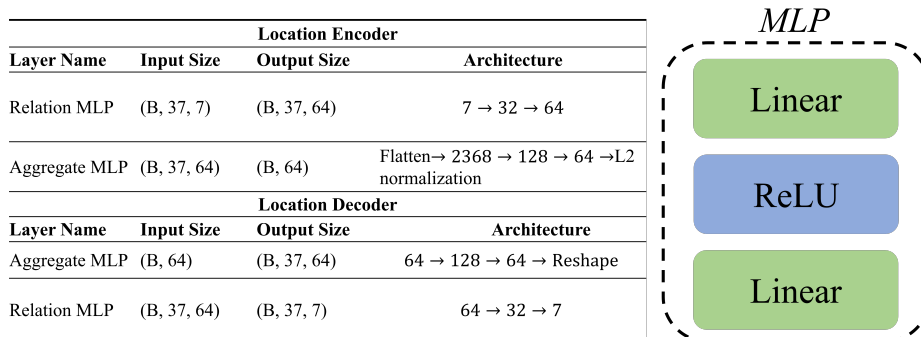 Location Encoder
Layer Name Input Size Output Size Architecture
Relation MLP (B, 37, 7) (B, 37, 64) 7 → 32 → 64
Aggregate MLP (B, 37, 64) (B, 64) Flatten→ 2368 → 128 → 64 →L2
normalization
Location Decoder
Layer Name Input Size Output Size Architecture
Aggregate MLP (B, 64) (B, 37, 64) 64 → 128 → 64 → Reshape
Relation MLP (B, 37, 64) (B, 37, 7) 64 → 32 → 7
MLP
Linear
ReLU
Linear